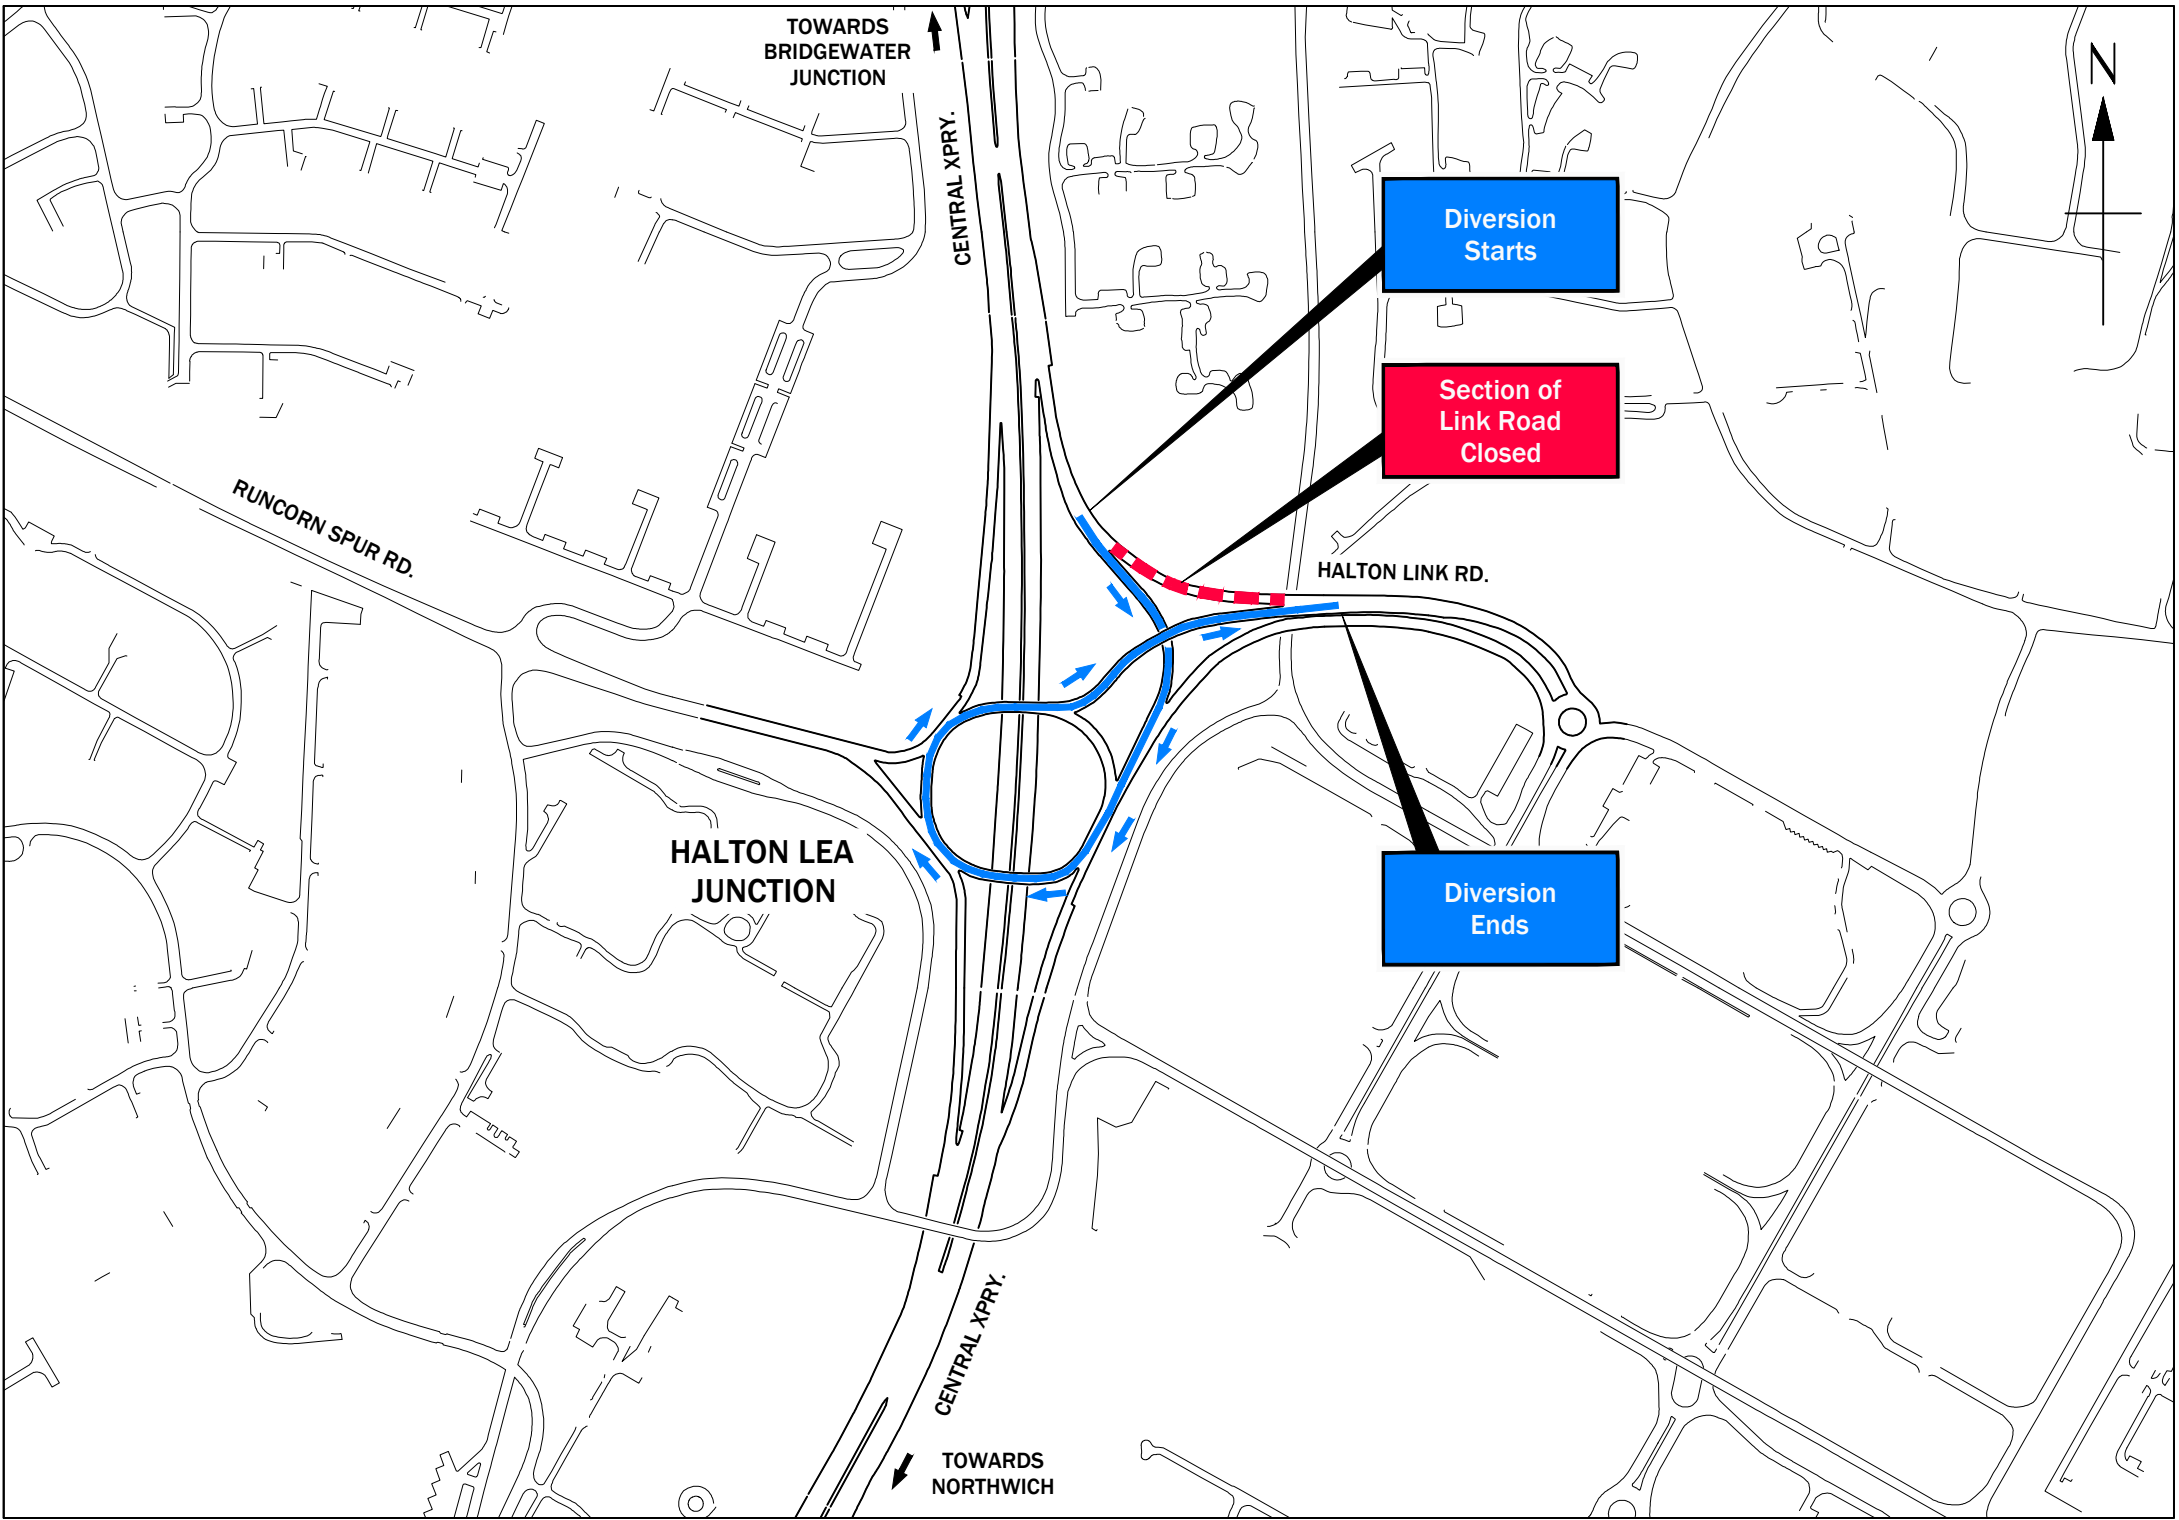 TOWARDS
BRIDGEWATER
JUNCTION
N
CENTRAL XPRY.
Diversion
Starts
Section of
Link Road
Closed
RUNCORN SPUR RD.
HALTON LINK RD.
HALTON LEA
JUNCTION
Diversion
Ends
CENTRAL XPRY.
TOWARDS
NORTHWICH